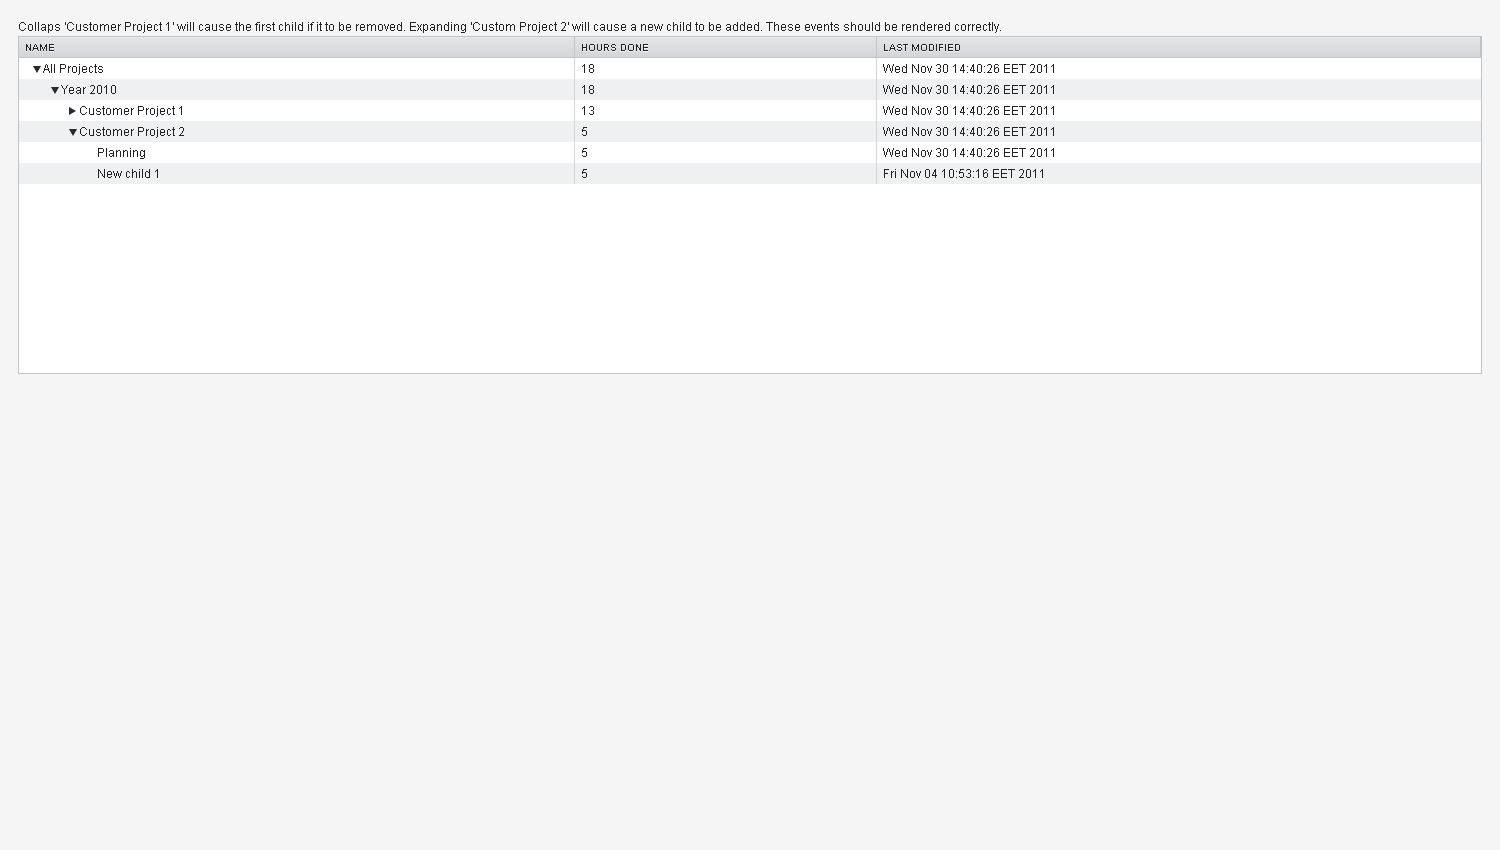 Collaps 'Customer Project 1' will cause the first child if it to be removed. Expanding 'Custom Project 2' will cause a new child to be added. These events should be rendered correctly.
NAME HOURS DONE LAST MODIFIED
All Projects 18 Wed Nov 30 14:40:26 EET 2011
Year 2010 18 Wed Nov 30 14:40:26 EET 2011
Customer Project 1 13 Wed Nov 30 14:40:26 EET 2011
Customer Project 2 5 Wed Nov 30 14:40:26 EET 2011
Planning 5 Wed Nov 30 14:40:26 EET 2011
New child 1 5 Fri Nov 04 10:53:16 EET 2011